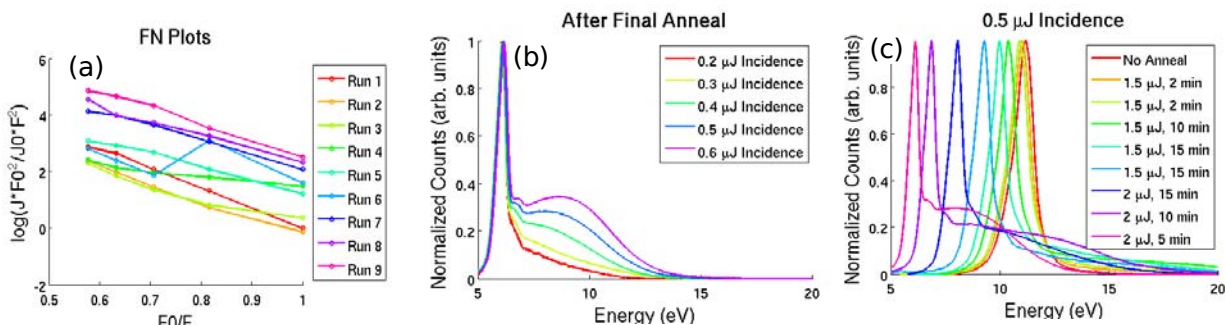 FN Plots
(a)
log(J*F0^2/J0*F^2)
6
4
2
0
-2
0.5 0.6 0.7 0.8 0.9 1
F0/F
Run 1
Run 2
Run 3
Run 4
Run 5
Run 6
Run 7
Run 8
Run 9
After Final Anneal
(b)
Normalized Counts (arb. units)
1
0.8
0.6
0.4
0.2
0
5 10 15 20
Energy (eV)
0.2 μJ Incidence
0.3 μJ Incidence
0.4 μJ Incidence
0.5 μJ Incidence
0.6 μJ Incidence
0.5 μJ Incidence
(c)
Normalized Counts (arb. units)
1
0.8
0.6
0.4
0.2
0
5 10 15 20
Energy (eV)
No Anneal
1.5 μJ, 2 min
1.5 μJ, 2 min
1.5 μJ, 10 min
1.5 μJ, 15 min
1.5 μJ, 15 min
2 μJ, 15 min
2 μJ, 10 min
2 μJ, 5 min